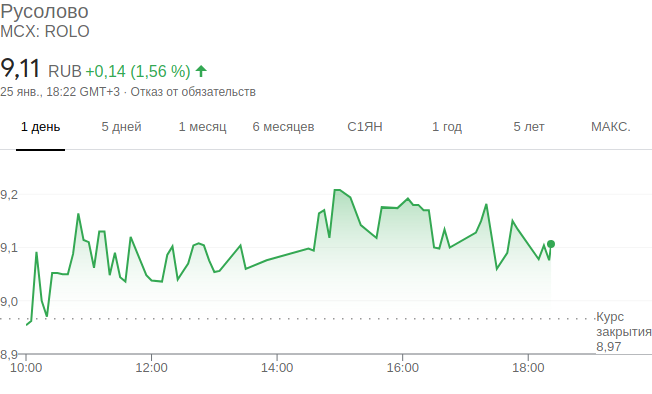 Русолово
MCX: ROLO
9,11 RUB +0,14 (1,56 %)
25 янв., 18:22 GMT+3 · Отказ от обязательств
1 день 5 дней 1 месяц 6 месяцев С1ЯН 1 год 5 лет МАКС.
9,2
9,1
9,0
Курс
закрытия
8,97
8,9
10:00 12:00 14:00 16:00 18:00